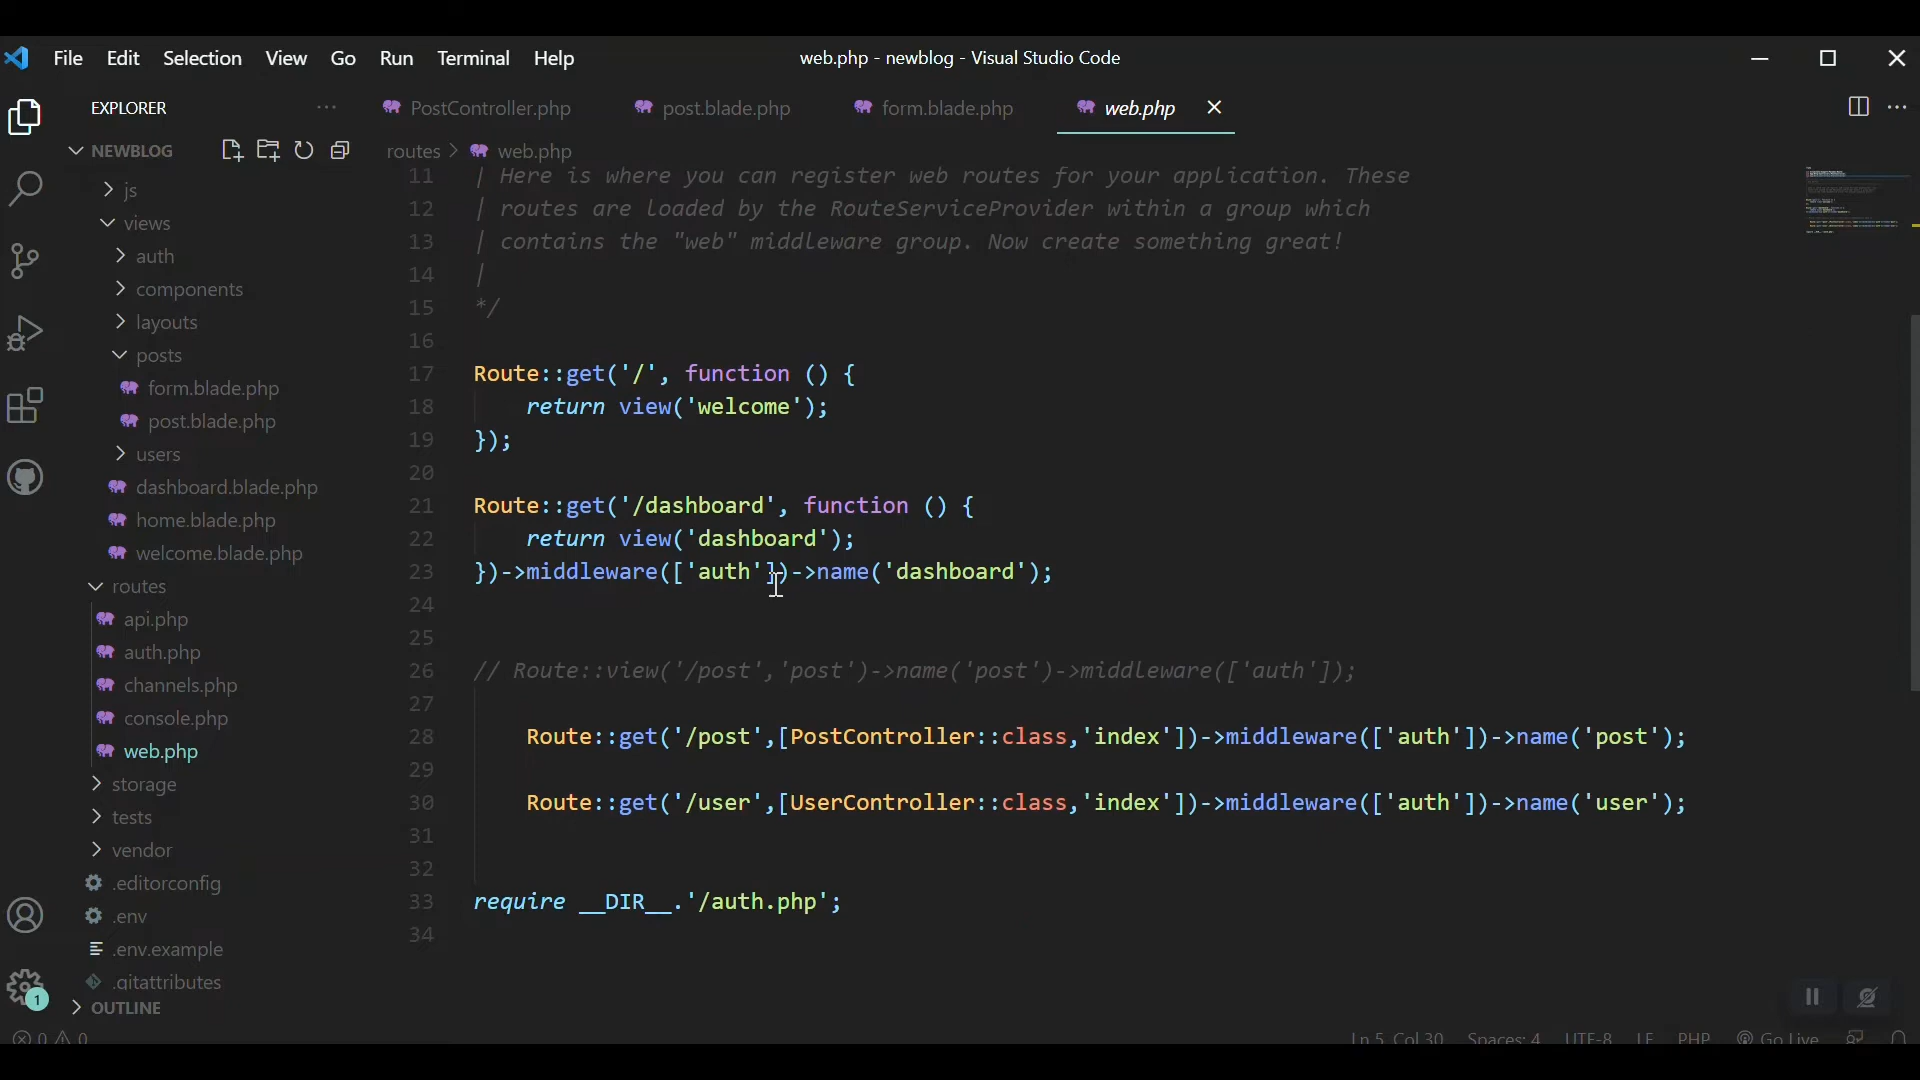 File Edit Selection View Go Run Terminal Help
web.php - newblog - Visual Studio Code
EXPLORER
PostController.php
post.blade.php
form.blade.php
web.php
NEWBLOG
routes > web.php
js
views
auth
components
layouts
posts
form.blade.php
post.blade.php
users
dashboard.blade.php
home.blade.php
welcome.blade.php
routes
api.php
auth.php
channels.php
console.php
web.php
storage
tests
vendor
.editorconfig
.env
.env.example
.gitattributes
OUTLINE
1
11 | Here is where you can register web routes for your application. These
12 | routes are loaded by the RouteServiceProvider within a group which
13 | contains the "web" middleware group. Now create something great!
14 |
15 */
16
17 Route::get('/', function () {
18 return view('welcome');
19 });
20
21 Route::get('/dashboard', function () {
22 return view('dashboard');
23 })->middleware(['auth'])->name('dashboard');
24
25
26 // Route::view('/post','post')->name('post')->middleware(['auth']);
27
28 Route::get('/post',[PostController::class,'index'])->middleware(['auth'])->name('post');
29
30 Route::get('/user',[UserController::class,'index'])->middleware(['auth'])->name('user');
31
32
33 require __DIR__.'/auth.php';
34
0 0
Ln 5, Col 30 Spaces: 4 UTF-8 LF PHP Go Live